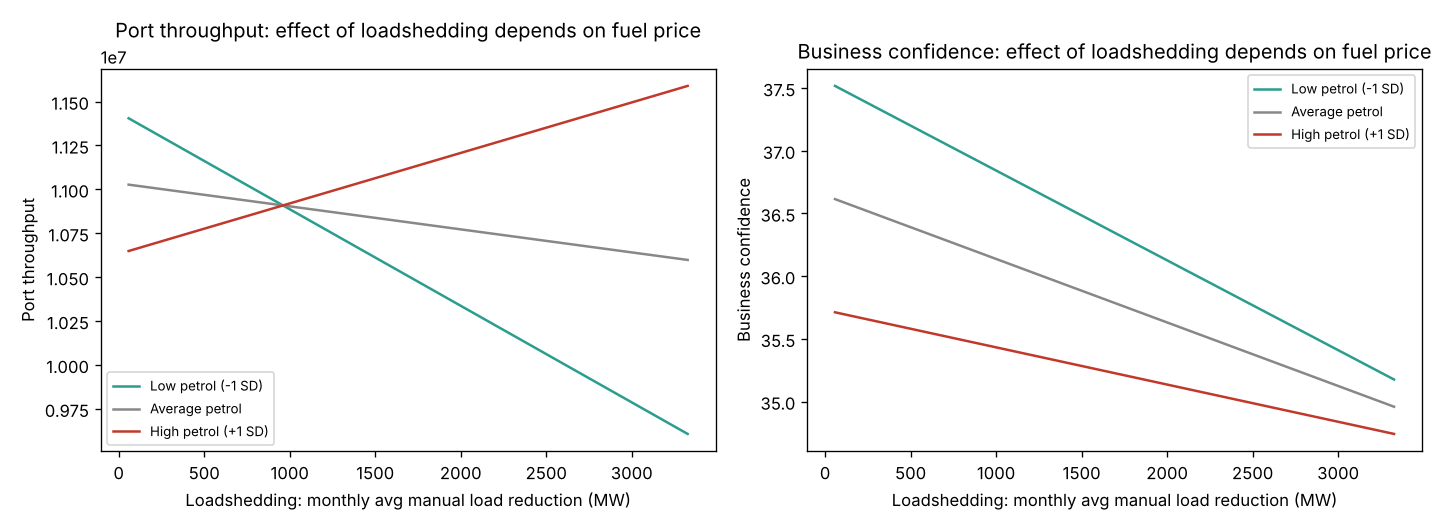 Port throughput: effect of loadshedding depends on fuel price
1e7
1.150
1.125
1.100
1.075
1.050
1.025
1.000
0.975
Port throughput
Low petrol (-1 SD)
Average petrol
High petrol (+1 SD)
0
500
1000
1500
2000
2500
3000
Loadshedding: monthly avg manual load reduction (MW)
Business confidence: effect of loadshedding depends on fuel price
37.5
37.0
36.5
36.0
35.5
35.0
Business confidence
Low petrol (-1 SD)
Average petrol
High petrol (+1 SD)
0
500
1000
1500
2000
2500
3000
Loadshedding: monthly avg manual load reduction (MW)